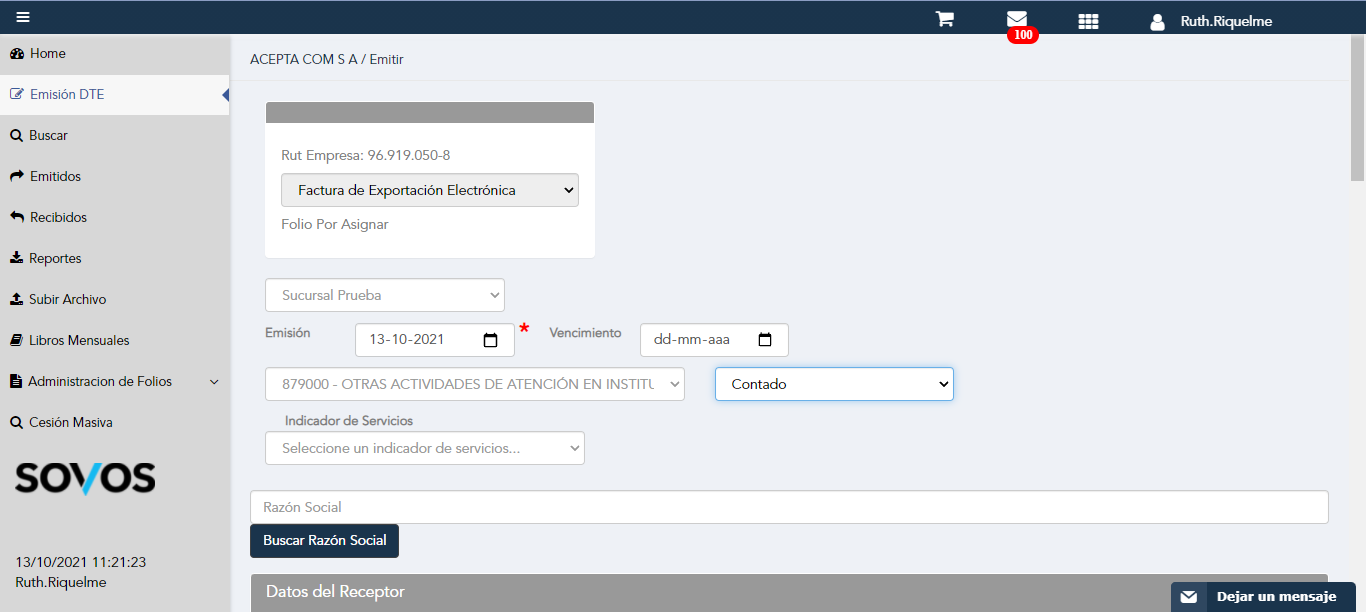 100
Ruth.Riquelme
Home
Emisión DTE
Buscar
Emitidos
Recibidos
Reportes
Subir Archivo
Libros Mensuales
Administracion de Folios
Cesión Masiva
SOVOS
13/10/2021 11:21:23
Ruth.Riquelme
ACEPTA COM S A / Emitir
Rut Empresa: 96.919.050-8
Factura de Exportación Electrónica
Folio Por Asignar
Sucursal Prueba
Emisión 13-10-2021 * Vencimiento dd-mm-aaa
879000 - OTRAS ACTIVIDADES DE ATENCIÓN EN INSTITU Contado
Indicador de Servicios
Seleccione un indicador de servicios...
Razón Social
Buscar Razón Social
Datos del Receptor
Dejar un mensaje